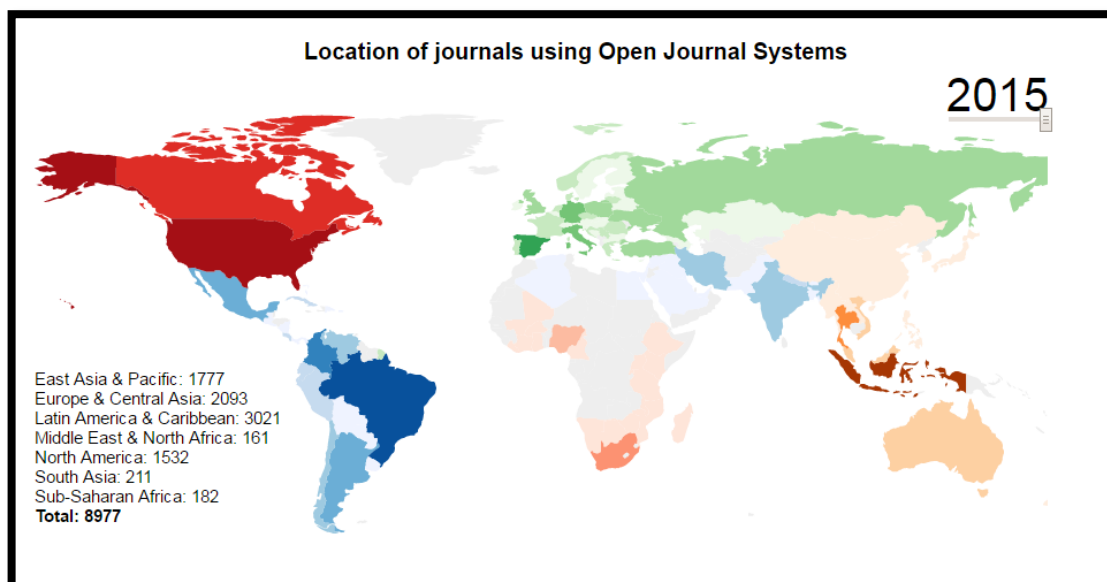 Location of journals using Open Journal Systems
2015
East Asia & Pacific: 1777
Europe & Central Asia: 2093
Latin America & Caribbean: 3021
Middle East & North Africa: 161
North America: 1532
South Asia: 211
Sub-Saharan Africa: 182
Total: 8977